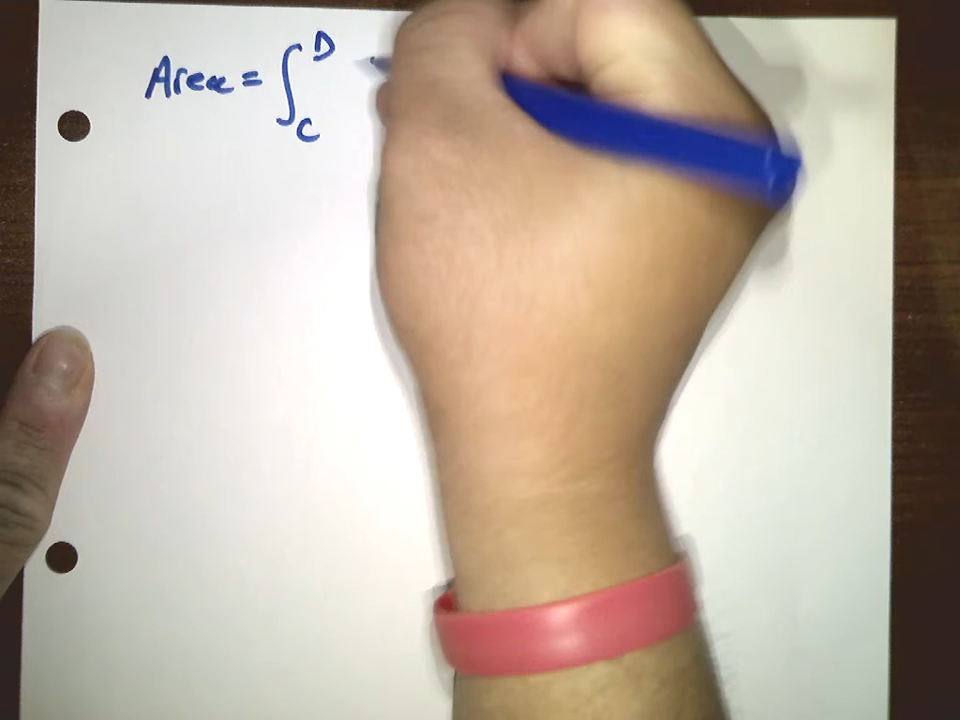 Area = ∫_C^D